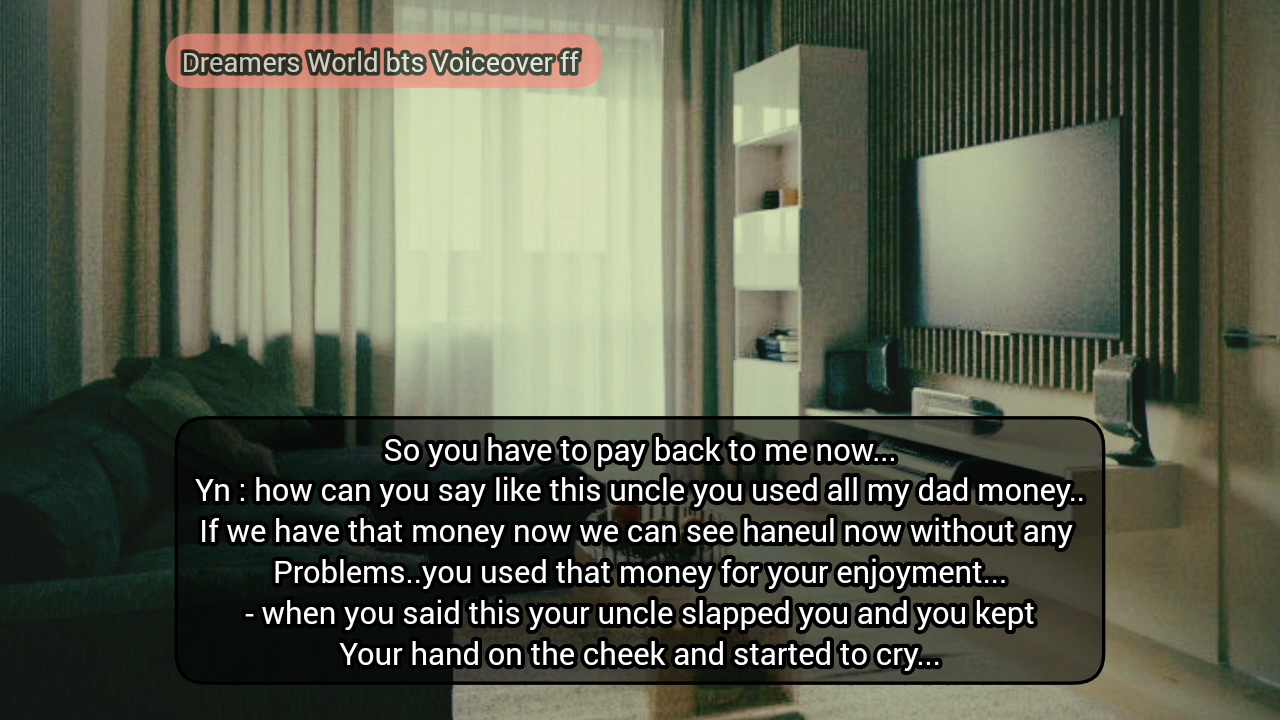 Dreamers World bts Voiceover ff
So you have to pay back to me now...
Yn : how can you say like this uncle you used all my dad money..
If we have that money now we can see haneul now without any
Problems..you used that money for your enjoyment...
- when you said this your uncle slapped you and you kept
Your hand on the cheek and started to cry...